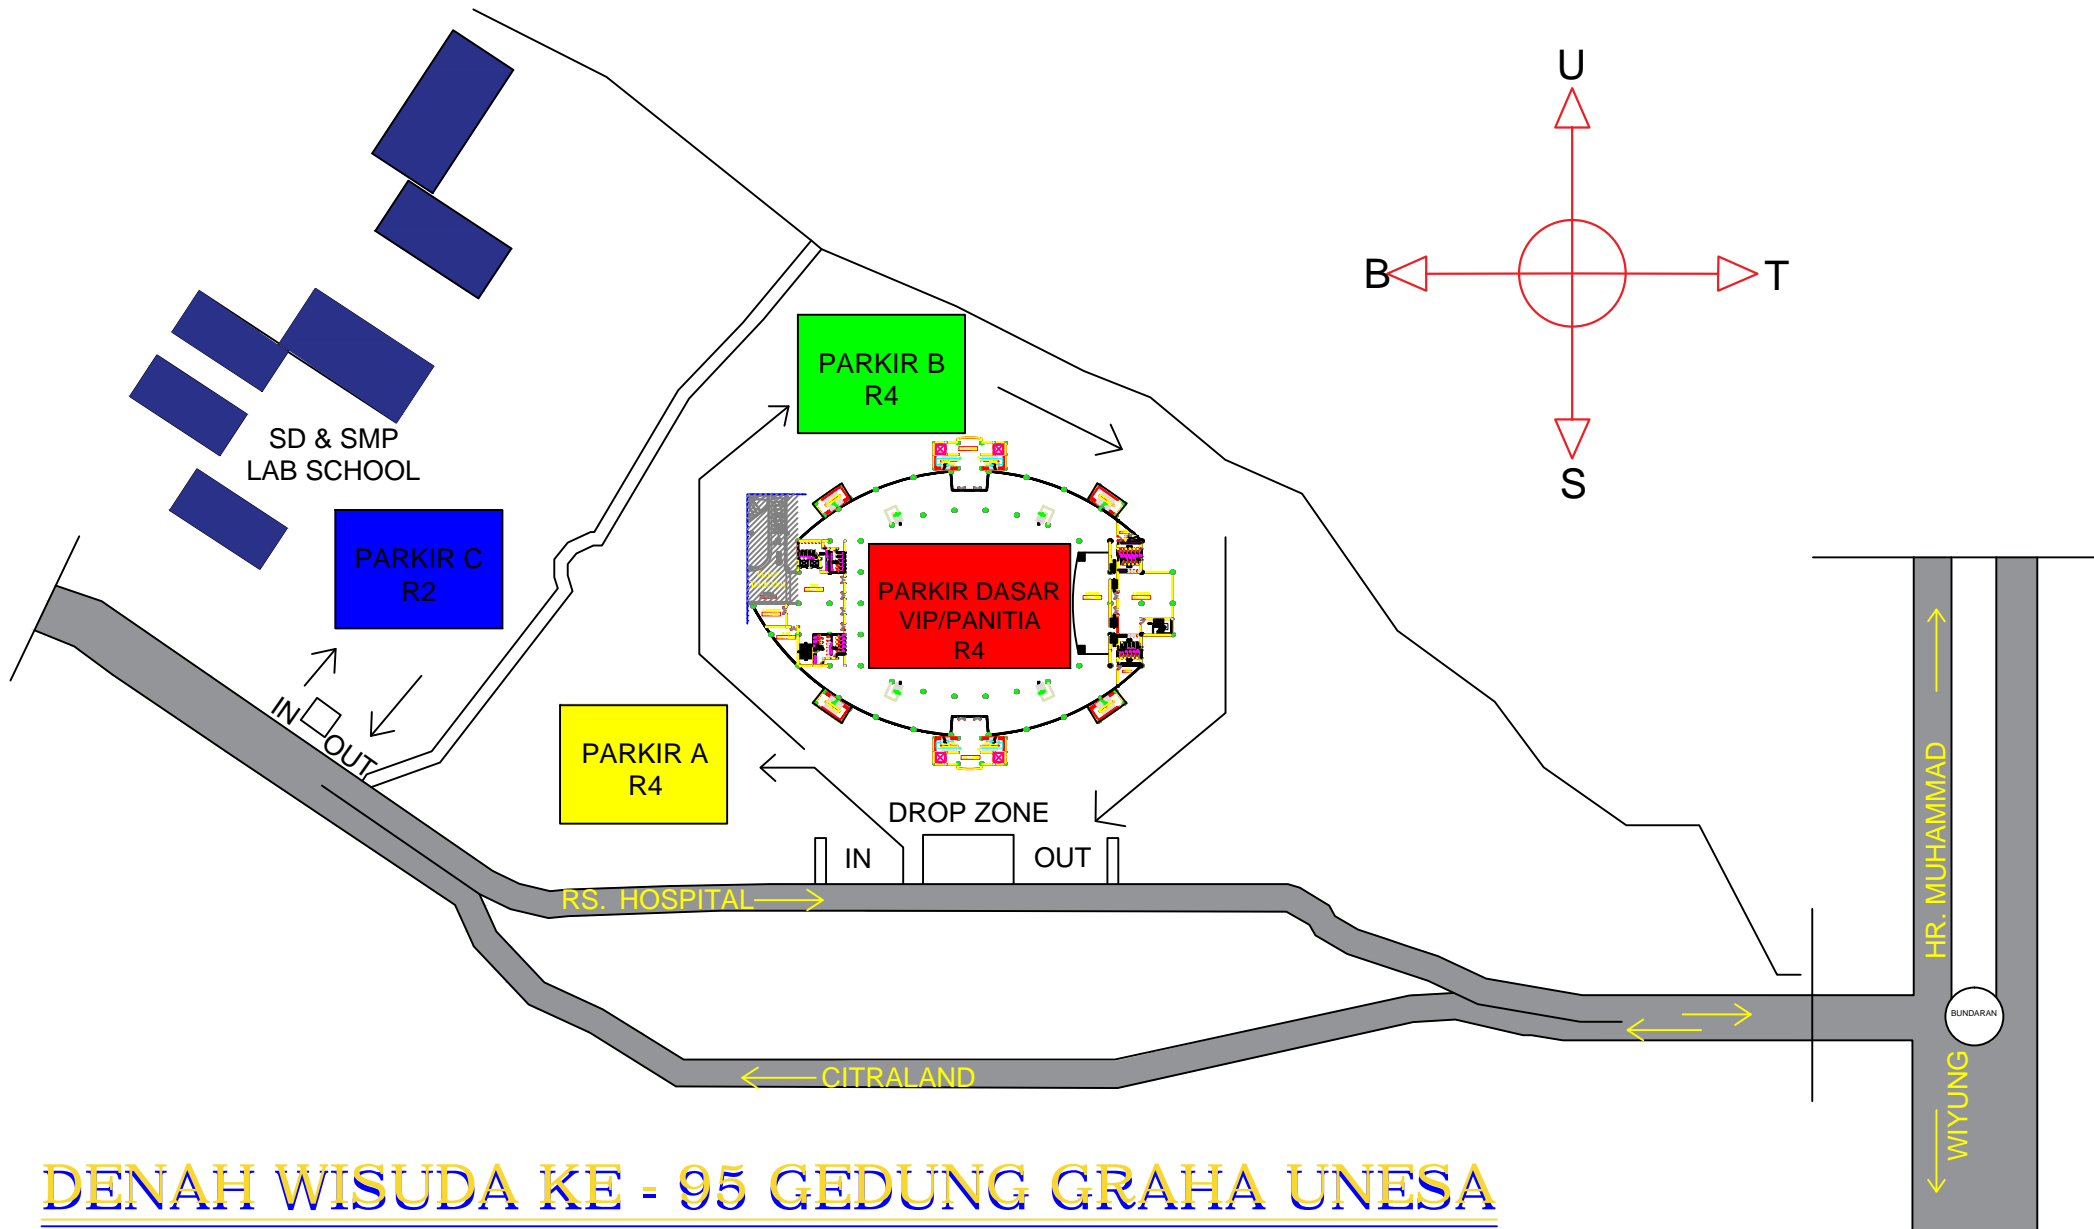 U
B
T
S
PARKIR B
R4
SD & SMP
LAB SCHOOL
PARKIR C
R2
PARKIR DASAR
VIP/PANITIA
R4
IN
OUT
PARKIR A
R4
DROP ZONE
IN
OUT
RS. HOSPITAL
CITRALAND
HR. MUHAMMAD
BUNDARAN
WIYUNG
DENAH WISUDA KE - 95 GEDUNG GRAHA UNESA